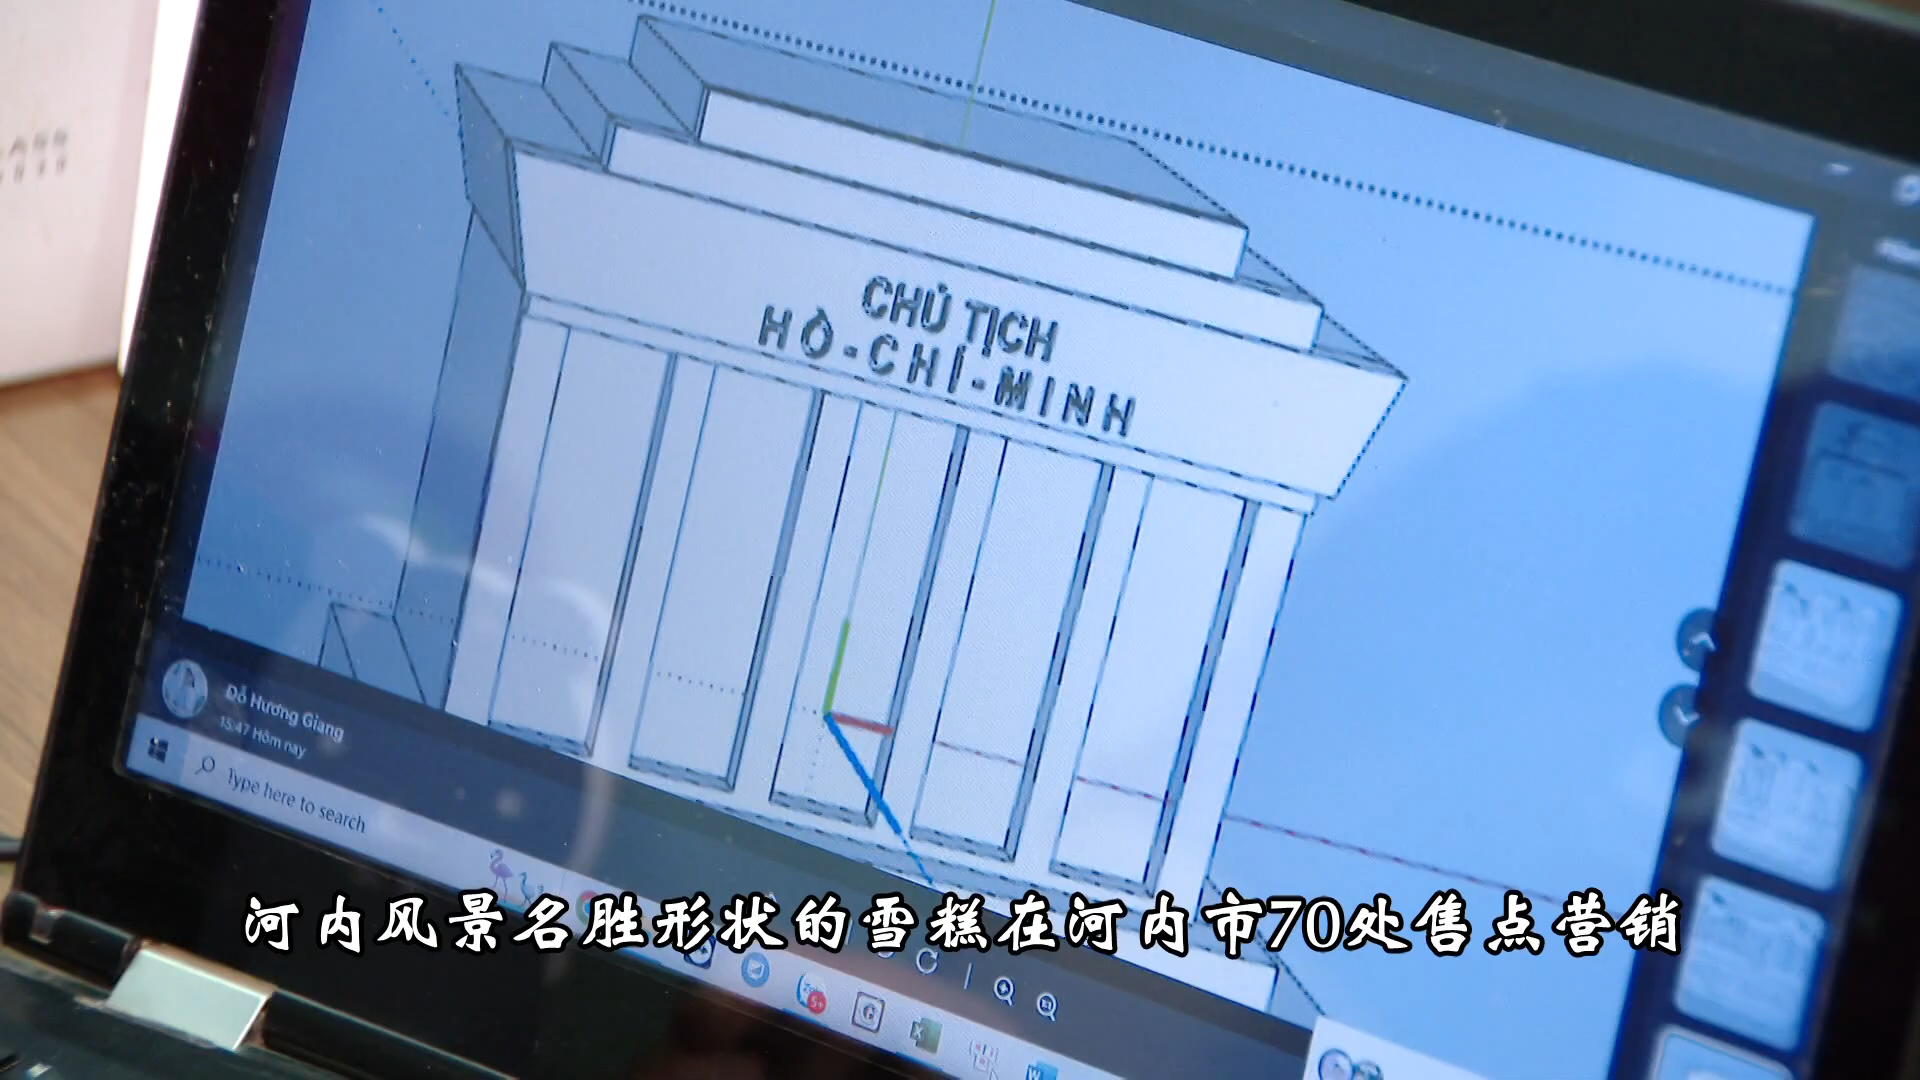 CHỦ TỊCH
HỒ-CHÍ-MINH
Đỗ Hương Giang
15:47 Hôm nay
Type here to search
河内风景名胜形状的雪糕在河内市70处售点营销